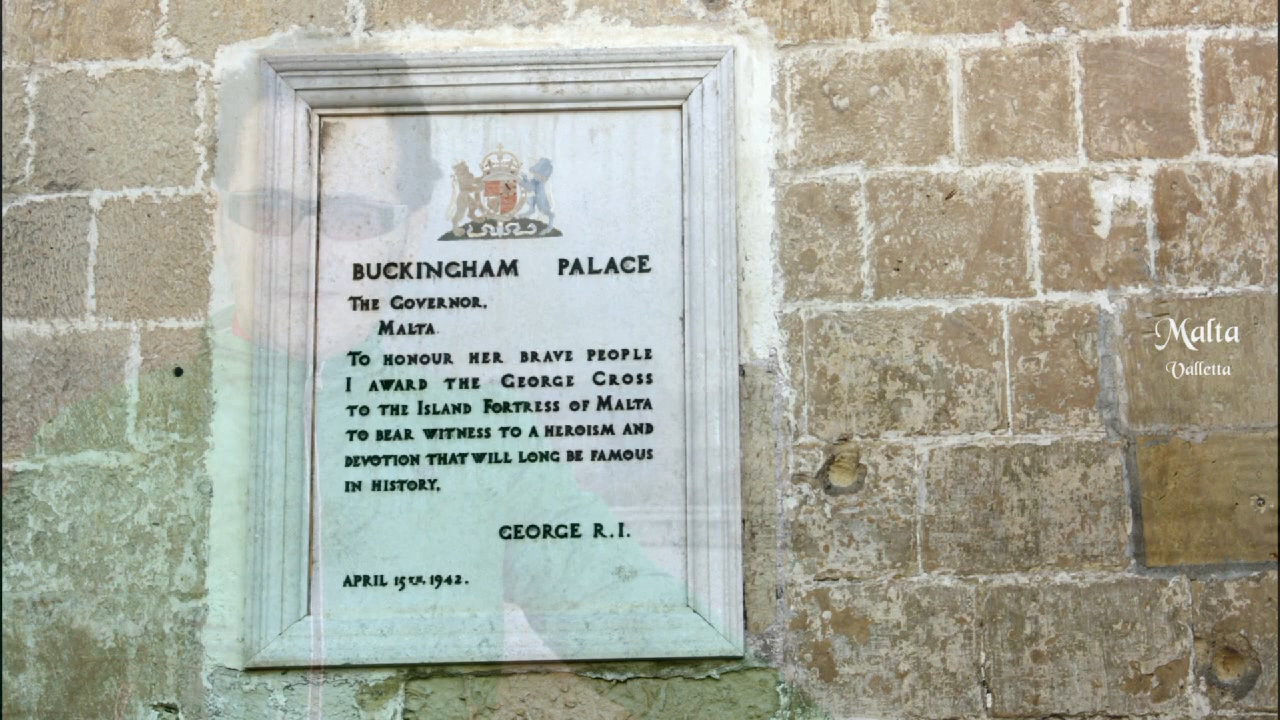 BUCKINGHAM PALACE
THE GOVERNOR.
MALTA.
TO HONOUR HER BRAVE PEOPLE
I AWARD THE GEORGE CROSS
TO THE ISLAND FORTRESS OF MALTA
TO BEAR WITNESS TO A HEROISM AND
DEVOTION THAT WILL LONG BE FAMOUS
IN HISTORY.
GEORGE R.I.
APRIL 15TH. 1942.
Malta
Valletta